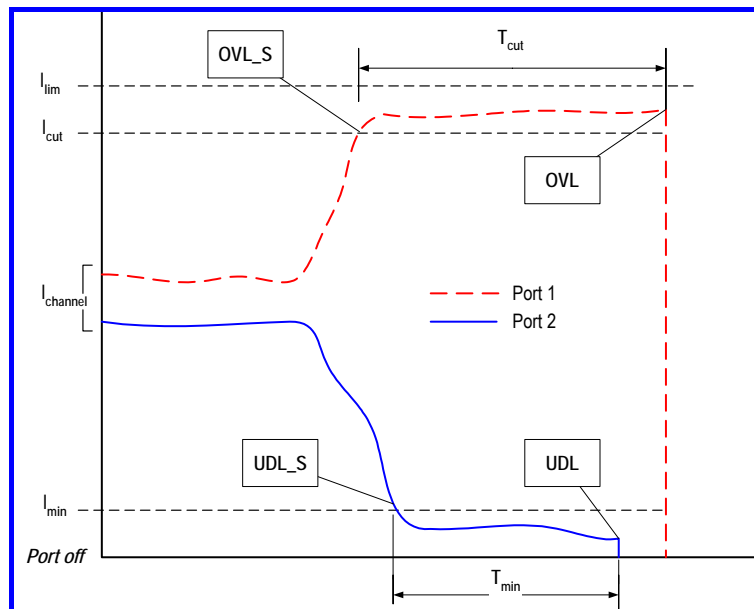 T_cut
OVL_S
I_lim
I_cut
OVL
I_channel
Port 1
Port 2
UDL_S
UDL
I_min
Port off
T_min